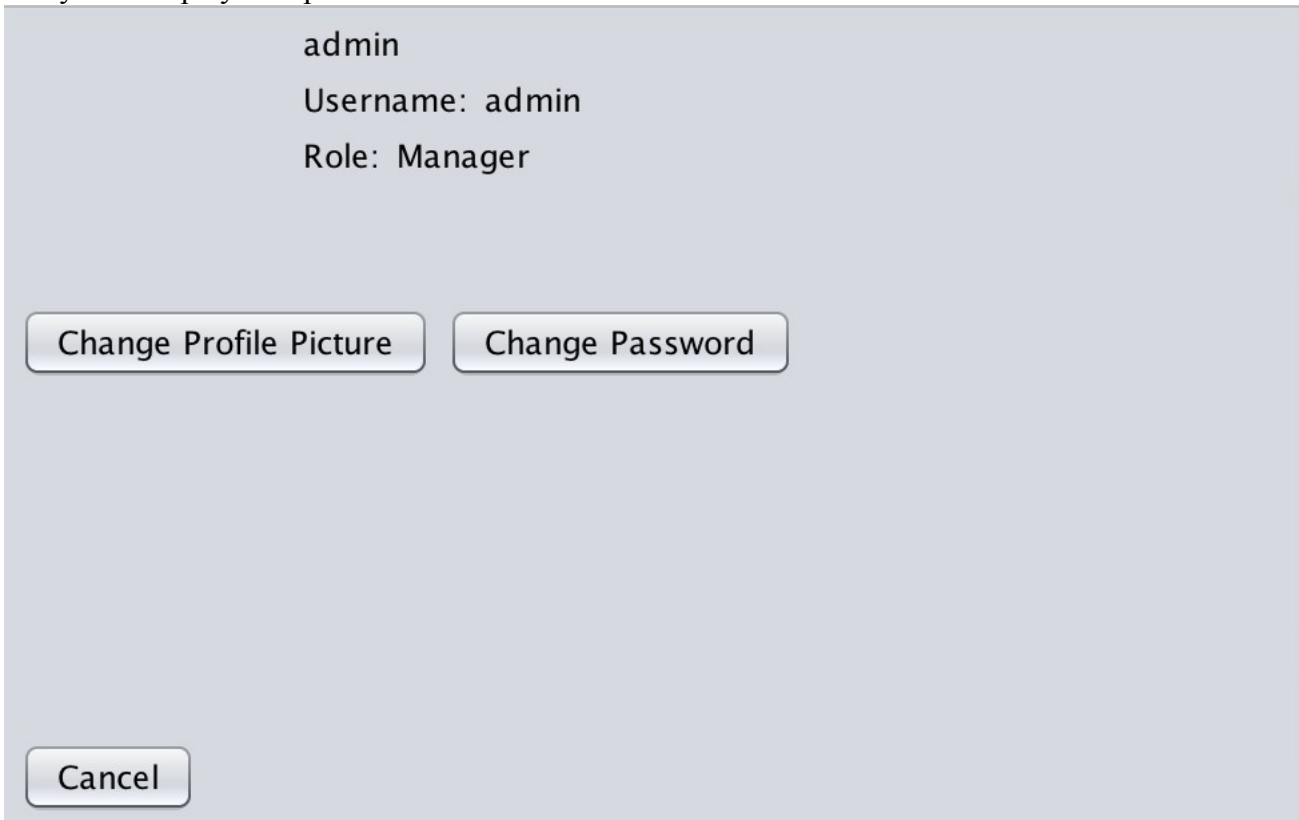 admin
Username: admin
Role: Manager
Change Profile Picture
Change Password
Cancel